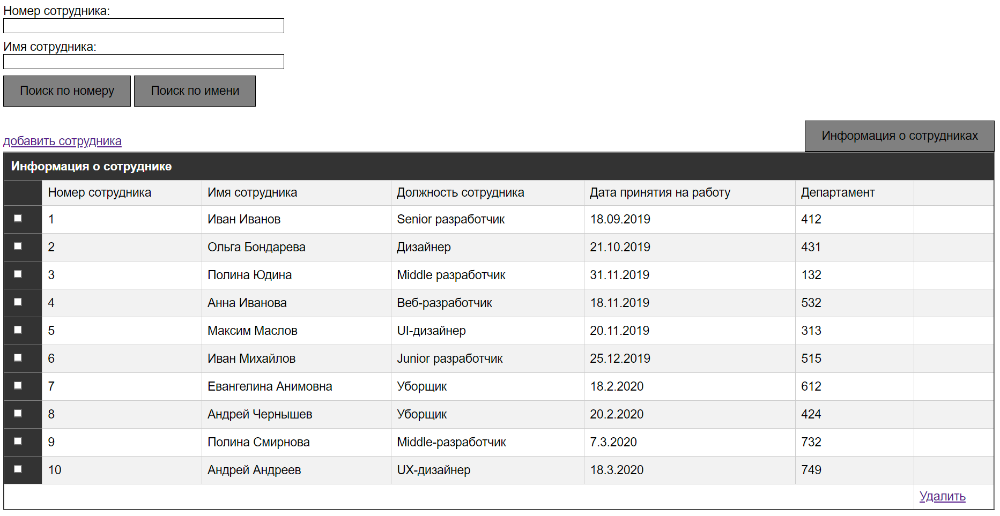 Номер сотрудника:
Имя сотрудника:
Поиск по номеру Поиск по имени
добавить сотрудника Информация о сотрудниках
Информация о сотруднике
Номер сотрудника Имя сотрудника Должность сотрудника Дата принятия на работу Департамент
1 Иван Иванов Senior разработчик 18.09.2019 412
2 Ольга Бондарева Дизайнер 21.10.2019 431
3 Полина Юдина Middle разработчик 31.11.2019 132
4 Анна Иванова Веб-разработчик 18.11.2019 532
5 Максим Маслов UI-дизайнер 20.11.2019 313
6 Иван Михайлов Junior разработчик 25.12.2019 515
7 Евангелина Анимовна Уборщик 18.2.2020 612
8 Андрей Чернышев Уборщик 20.2.2020 424
9 Полина Смирнова Middle-разработчик 7.3.2020 732
10 Андрей Андреев UX-дизайнер 18.3.2020 749
Удалить